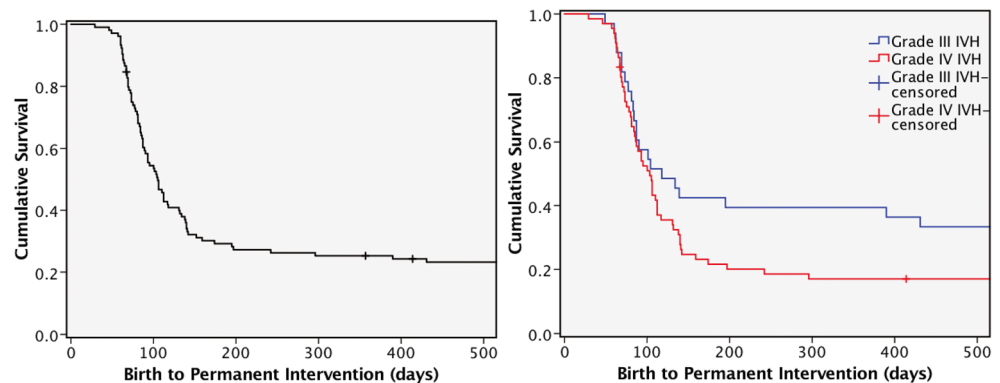 1.0
0.8
0.6
0.4
0.2
0.0
Cumulative Survival
0 100 200 300 400 500
Birth to Permanent Intervention (days)
1.0
0.8
0.6
0.4
0.2
0.0
Cumulative Survival
Grade III IVH
Grade IV IVH
Grade III IVH-
censored
Grade IV IVH-
censored
0 100 200 300 400 500
Birth to Permanent Intervention (days)